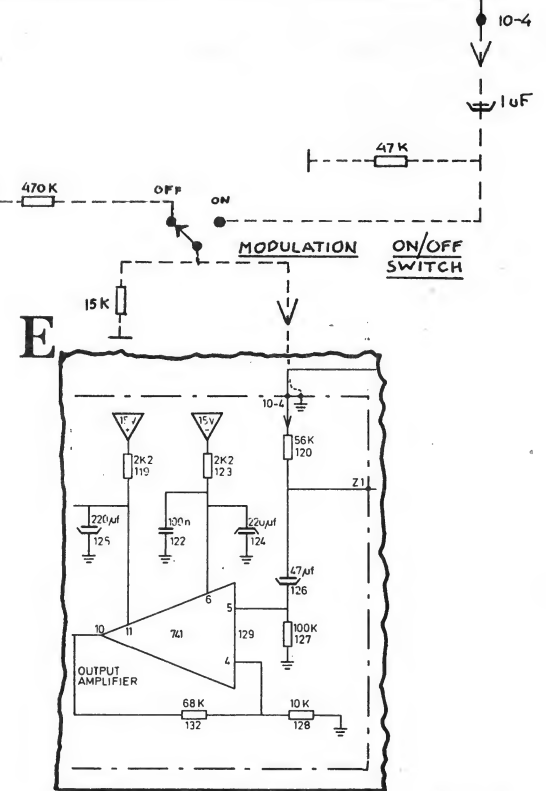 10-4
1uF
47K
470K
OFF
ON
MODULATION ON/OFF
SWITCH
15K
E
10-4
15V
+
15V
-
56K
120
2K2
119
2K2
123
Z1
220µf
125
100n
122
220µf
124
47µf
126
6
5
10
11
741
129
100K
127
4
OUTPUT
AMPLIFIER
68K
132
10K
128